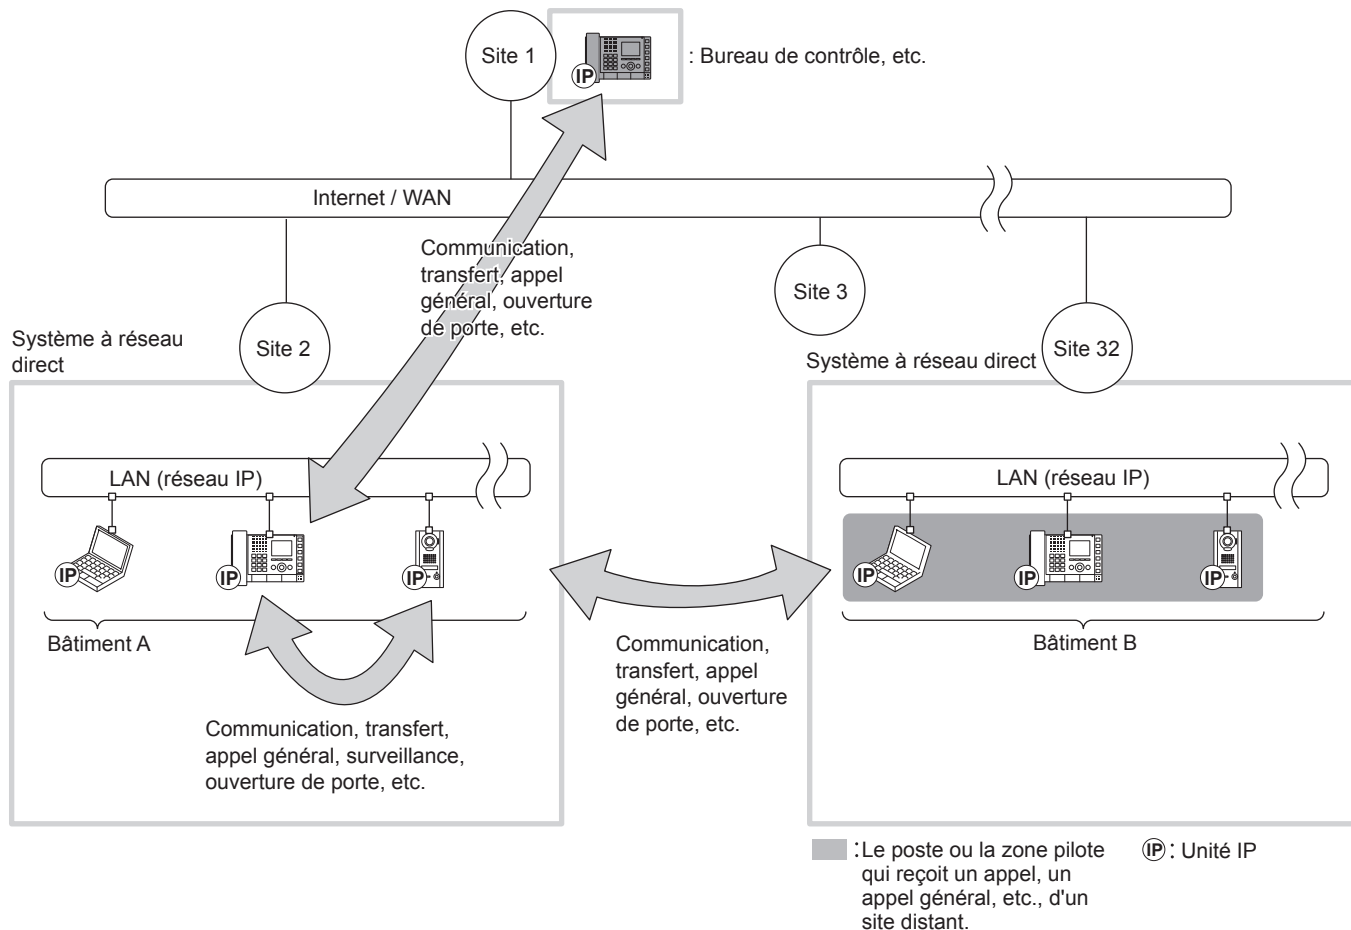 Site 1
IP
: Bureau de contrôle, etc.
Internet / WAN
Communication,
transfert, appel
général, ouverture
de porte, etc.
Site 3
Système à réseau
direct
Site 2
Système à réseau direct
Site 32
LAN (réseau IP)
IP
IP
IP
Bâtiment A
Communication, transfert,
appel général, surveillance,
ouverture de porte, etc.
Communication,
transfert, appel
général, ouverture
de porte, etc.
LAN (réseau IP)
IP
IP
IP
Bâtiment B
:Le poste ou la zone pilote
qui reçoit un appel, un
appel général, etc., d'un
site distant.
IP : Unité IP